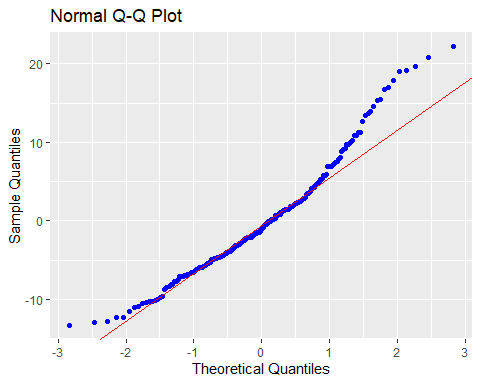 Normal Q-Q Plot
20
10
0
-10
Sample Quantiles
-3 -2 -1 0 1 2 3
Theoretical Quantiles